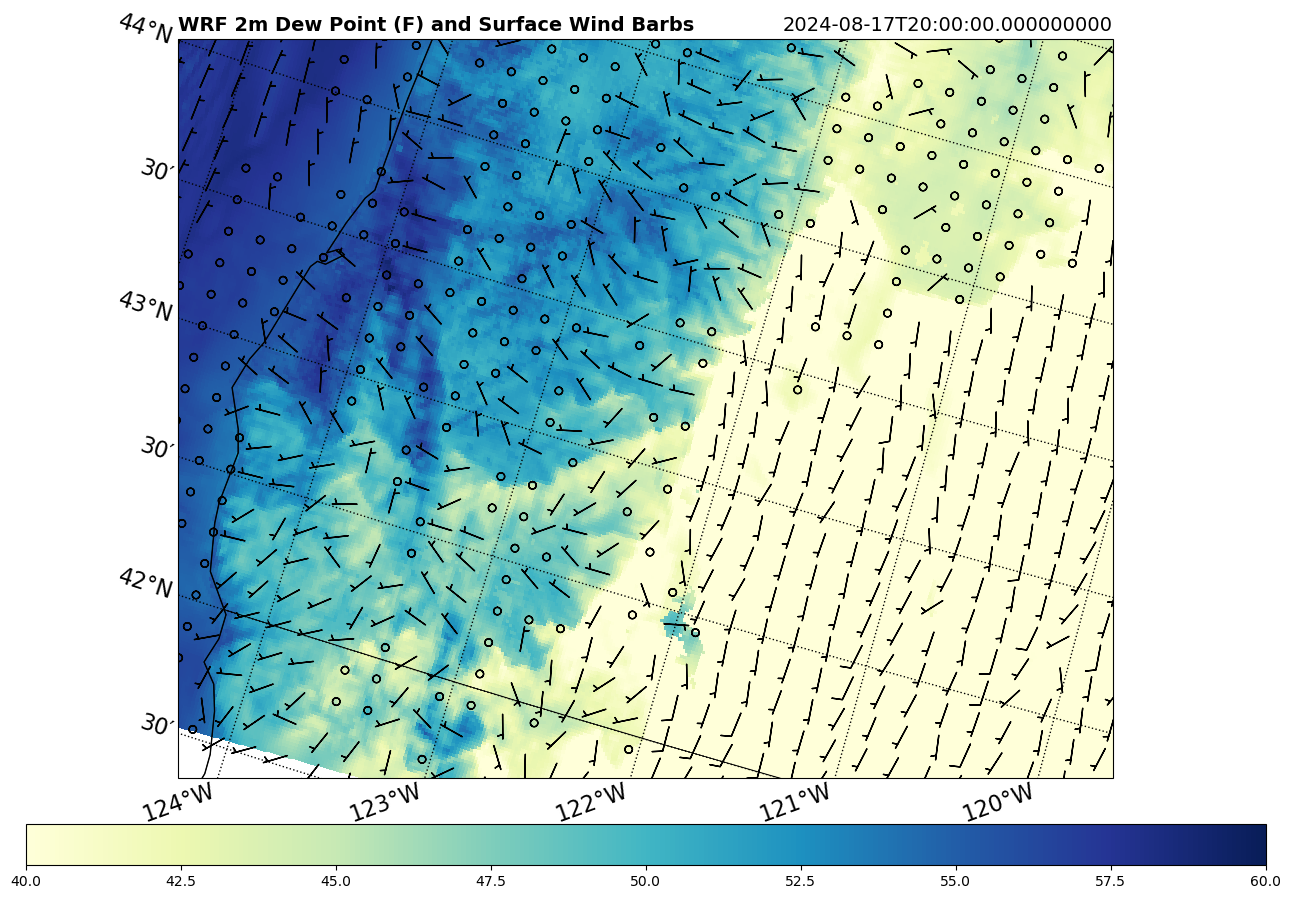 WRF 2m Dew Point (F) and Surface Wind Barbs
2024-08-17T20:00:00.000000000
44°N
30′
43°N
30′
42°N
30′
124°W
123°W
122°W
121°W
120°W
40.0
42.5
45.0
47.5
50.0
52.5
55.0
57.5
60.0